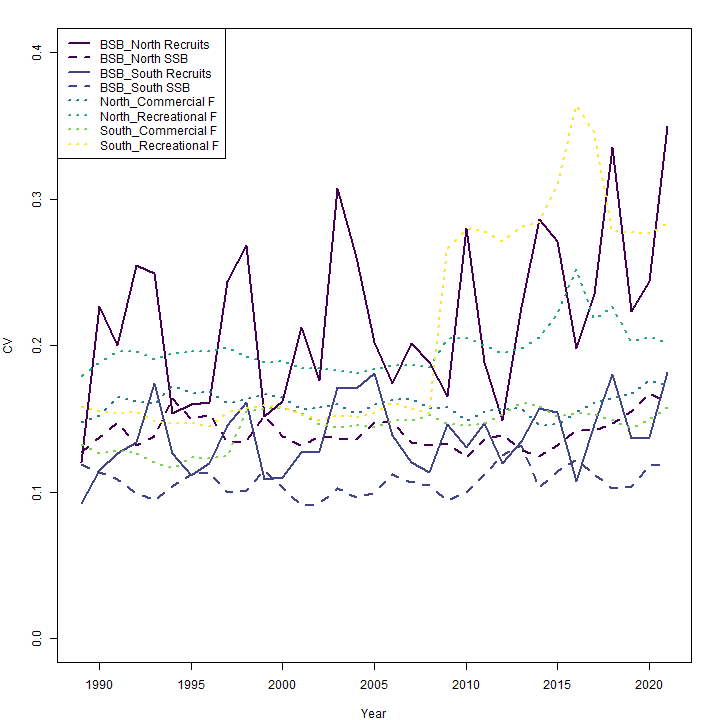 BSB_North Recruits
BSB_North SSB
BSB_South Recruits
BSB_South SSB
North_Commercial F
North_Recreational F
South_Commercial F
South_Recreational F
0.4
0.3
0.2
0.1
0.0
CV
1990 1995 2000 2005 2010 2015 2020
Year